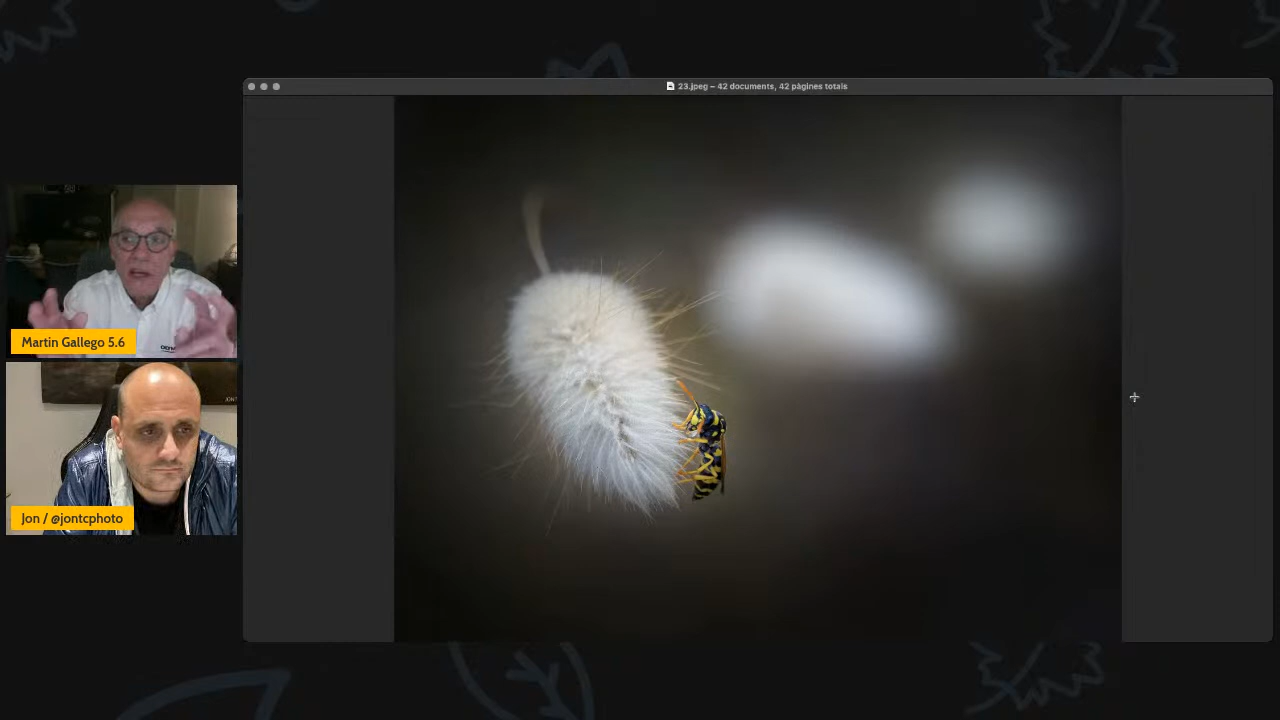 23.jpeg – 42 documents, 42 pàgines totals
Martin Gallego 5.6
Jon / @jontcphoto